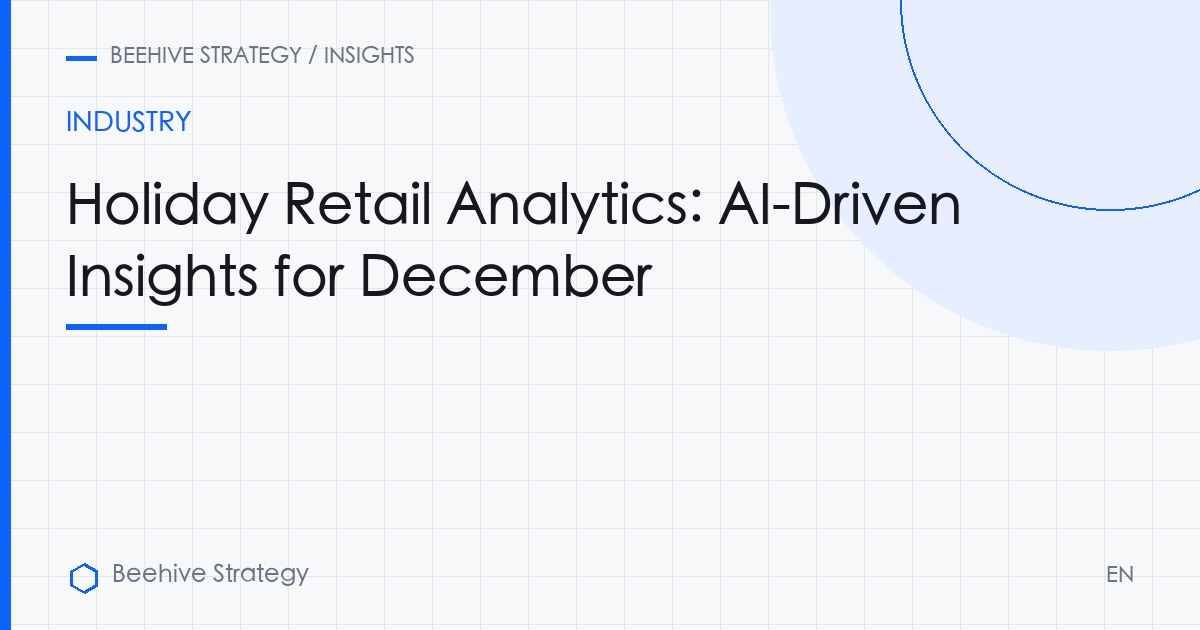 BEEHIVE STRATEGY / INSIGHTS
INDUSTRY
Holiday Retail Analytics: AI-Driven
Insights for December
Beehive Strategy
EN